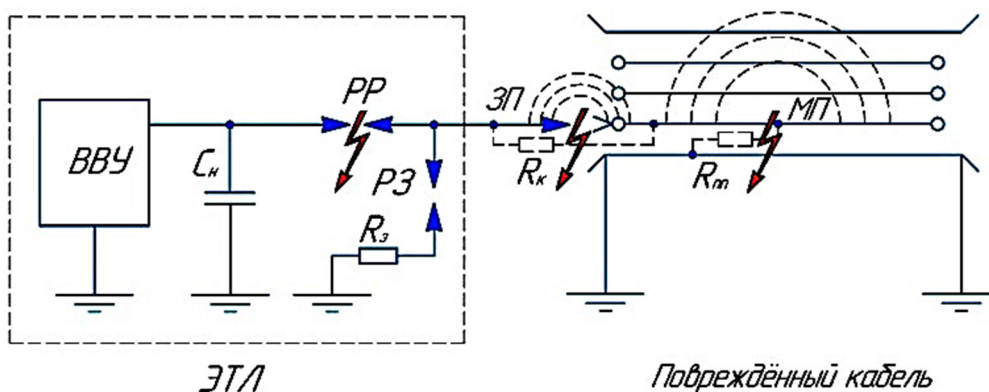 РР
ЗП
МП
ВВУ
Сн
РЗ
Rк
Rпп
Rз
ЭТЛ
Повреждённый кабель